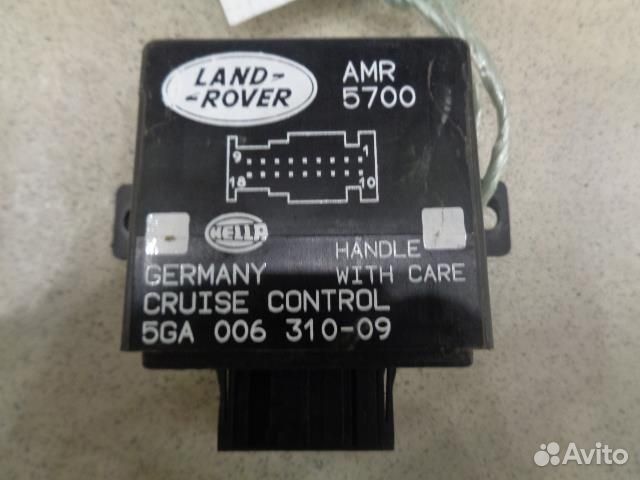 LAND-
-ROVER
AMR
5700
9 1
18 10
HELLA
HANDLE
GERMANY WITH CARE
CRUISE CONTROL
5GA 006 310-09
Avito